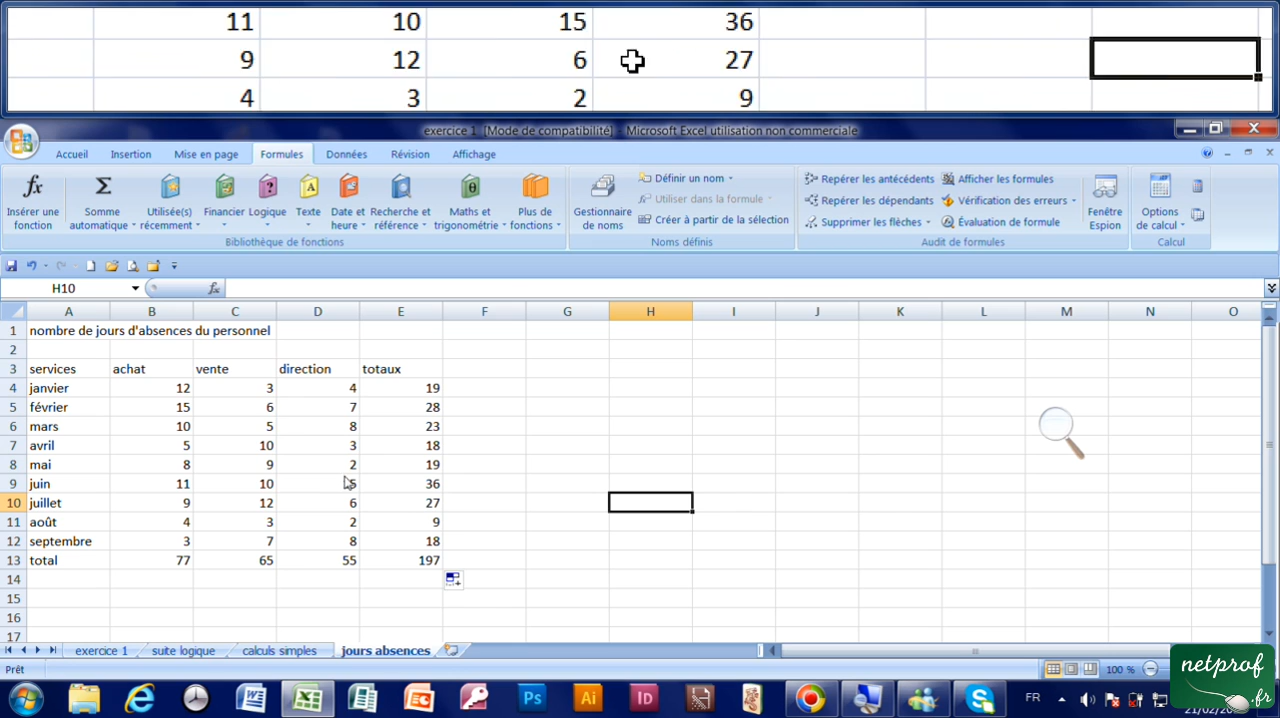 11 10 15 36
9 12 6 27
4 3 2 9
exercice 1 [Mode de compatibilité] - Microsoft Excel utilisation non commerciale
Accueil Insertion Mise en page Formules Données Révision Affichage
Insérer une fonction
Somme automatique
Utilisée(s) récemment
Financier
Logique
Texte
Date et heure
Recherche et référence
Maths et trigonométrie
Plus de fonctions
Bibliothèque de fonctions
Gestionnaire de noms
Définir un nom
Utiliser dans la formule
Créer à partir de la sélection
Noms définis
Repérer les antécédents
Repérer les dépendants
Supprimer les flèches
Afficher les formules
Vérification des erreurs
Évaluation de formule
Audit de formules
Fenêtre Espion
Options de calcul
Calcul
H10 fx
A B C D E F G H I J K L M N O
1 nombre de jours d'absences du personnel
2
3 services achat vente direction totaux
4 janvier 12 3 4 19
5 février 15 6 7 28
6 mars 10 5 8 23
7 avril 5 10 3 18
8 mai 8 9 2 19
9 juin 11 10 15 36
10 juillet 9 12 6 27
11 août 4 3 2 9
12 septembre 3 7 8 18
13 total 77 65 55 197
14
15
16
17
exercice 1 suite logique calculs simples jours absences
Prêt 100 %
Ps Ai ID FR
netprof.fr